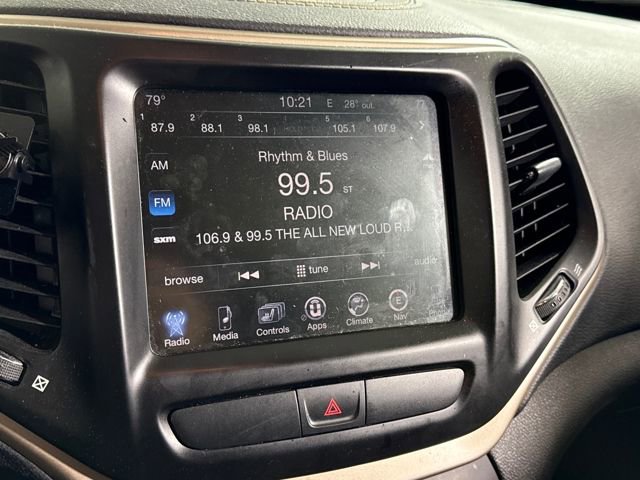 79° 10:21 E 28° out. 77
1 2 3 5 6
87.9 88.1 98.1 105.1 107.9
AM
Rhythm & Blues
FM
99.5 ST
RADIO
sxm
106.9 & 99.5 THE ALL NEW LOUD R...
browse tune audio
Radio Media Controls Apps Climate Nav
E